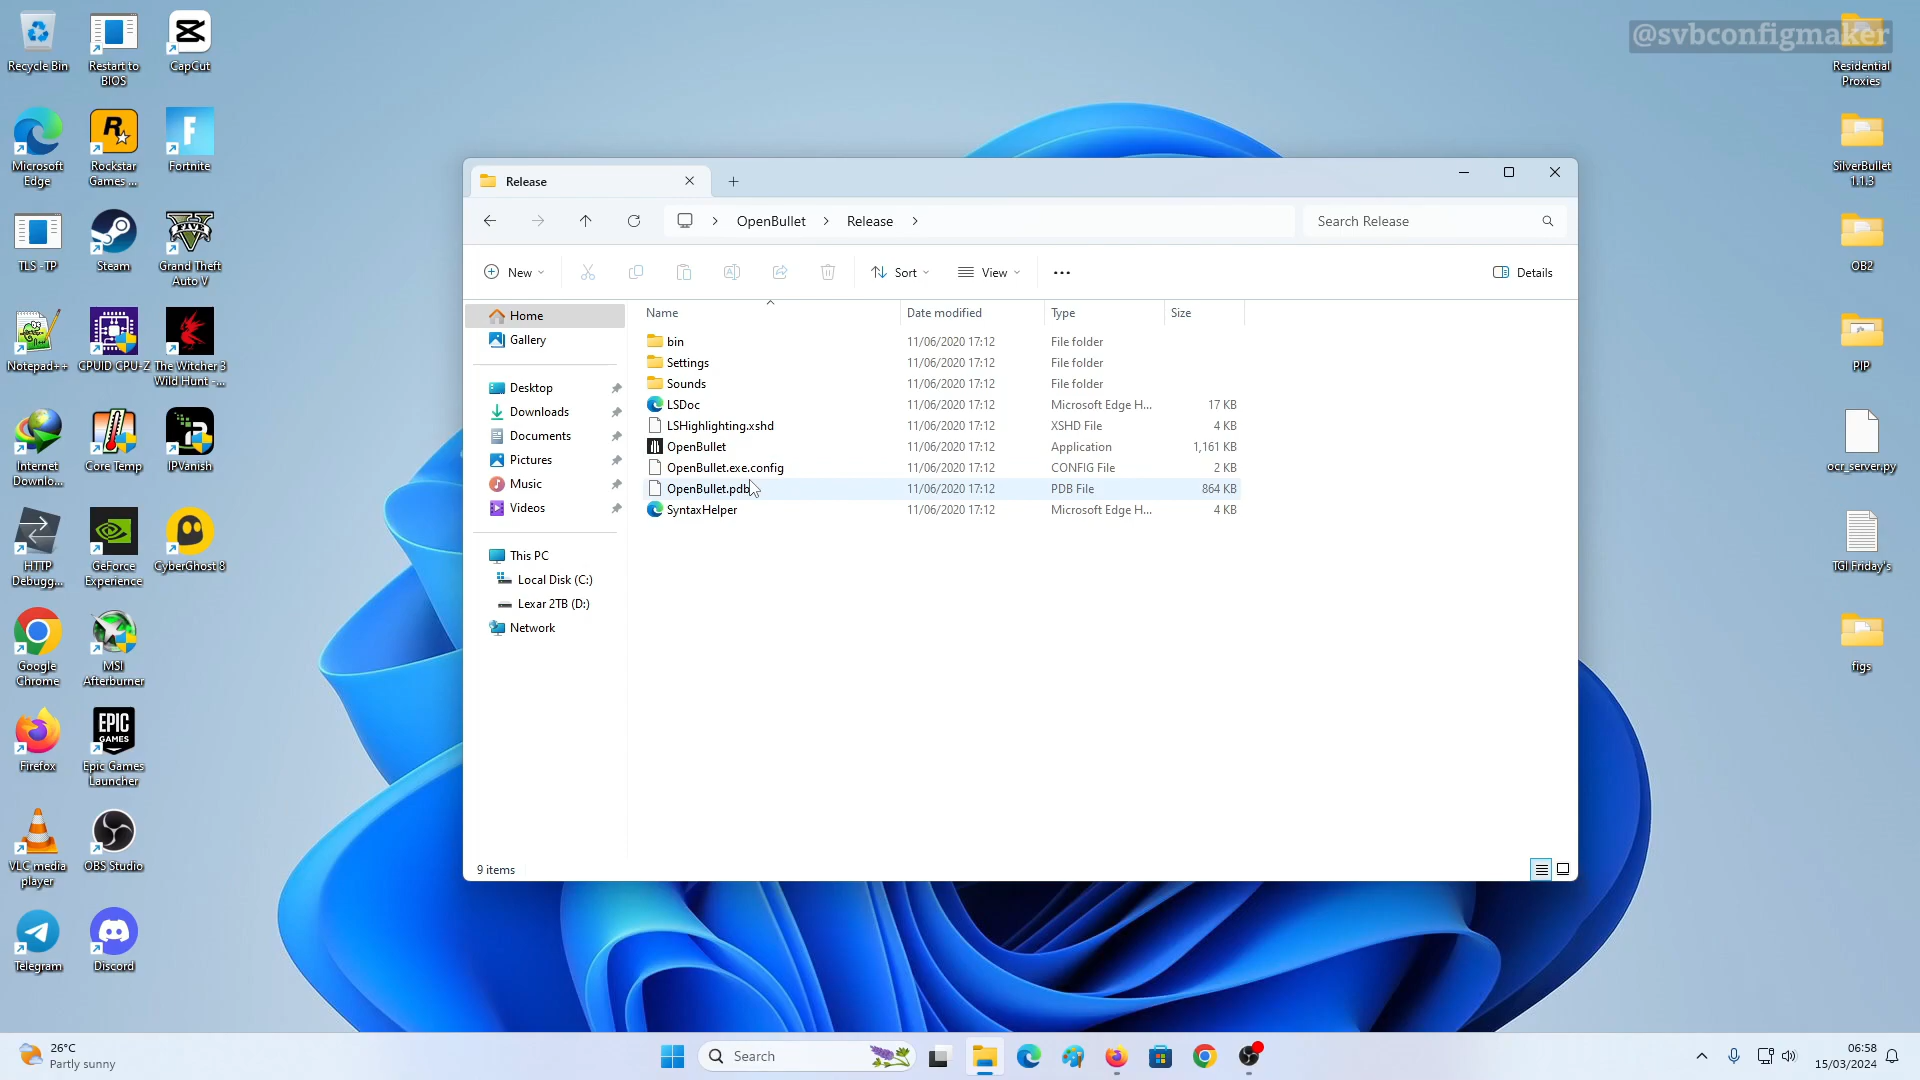 @svbconfigmaker
Recycle Bin
Restart to
BIOS
CapCut
Residential
Proxies
Microsoft
Edge
Rockstar
Games ...
Fortnite
SilverBullet
1.1.3
TLS -TP
Steam
Grand Theft
Auto V
OB2
Notepad++
CPUID CPU-Z
The Witcher 3
Wild Hunt -...
PIP
Internet
Downlo...
Core Temp
IPVanish
ocr_server.py
HTTP
Debugg...
GeForce
Experience
CyberGhost 8
TGI Friday's
Google
Chrome
MSI
Afterburner
figs
Firefox
EPIC
GAMES
Epic Games
Launcher
VLC media
player
OBS Studio
Telegram
Discord
Release
OpenBullet
Release
Search Release
New
Sort
View
Details
Home
Gallery
Desktop
Downloads
Documents
Pictures
Music
Videos
This PC
Local Disk (C:)
Lexar 2TB (D:)
Network
Name Date modified Type Size
bin 11/06/2020 17:12 File folder
Settings 11/06/2020 17:12 File folder
Sounds 11/06/2020 17:12 File folder
LSDoc 11/06/2020 17:12 Microsoft Edge H... 17 KB
LSHighlighting.xshd 11/06/2020 17:12 XSHD File 4 KB
OpenBullet 11/06/2020 17:12 Application 1,161 KB
OpenBullet.exe.config 11/06/2020 17:12 CONFIG File 2 KB
OpenBullet.pdb 11/06/2020 17:12 PDB File 864 KB
SyntaxHelper 11/06/2020 17:12 Microsoft Edge H... 4 KB
9 items
26°C
Partly sunny
Search
06:58
15/03/2024